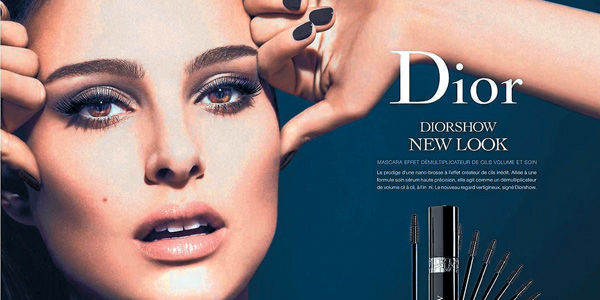 Dior
DIORSHOW
NEW LOOK
MASCARA EFFET DÉMULTIPLICATEUR DE CILS VOLUME ET SOIN
Le prodige d'une nano-brosse à l'effet créateur de cils inédit. Alliée à une
formule soin sérum haute précision, elle agit comme un démultiplicateur
de volume cil à cil, à l'infini. Le nouveau regard vertigineux, signé Diorshow.